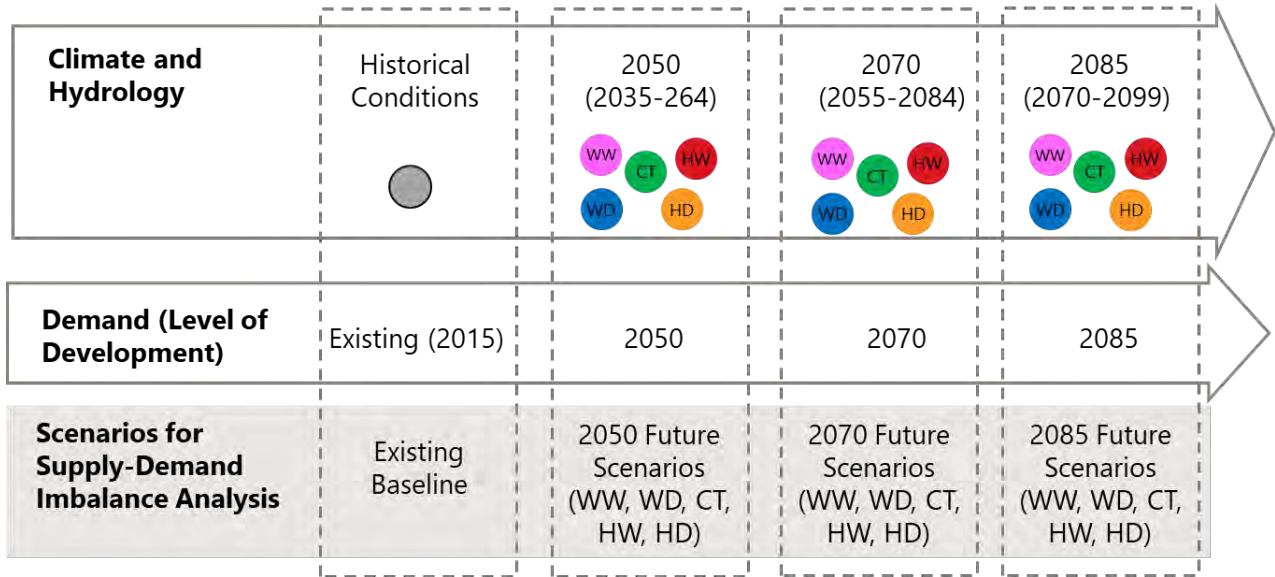 Climate and
Hydrology
Historical
Conditions
2050
(2035-264)
2070
(2055-2084)
2085
(2070-2099)
WW
CT
HW
WD
HD
WW
CT
HW
WD
HD
WW
CT
HW
WD
HD
Demand (Level of
Development)
Existing (2015)
2050
2070
2085
Scenarios for
Supply-Demand
Imbalance Analysis
Existing
Baseline
2050 Future
Scenarios
(WW, WD, CT,
HW, HD)
2070 Future
Scenarios
(WW, WD, CT,
HW, HD)
2085 Future
Scenarios
(WW, WD, CT,
HW, HD)